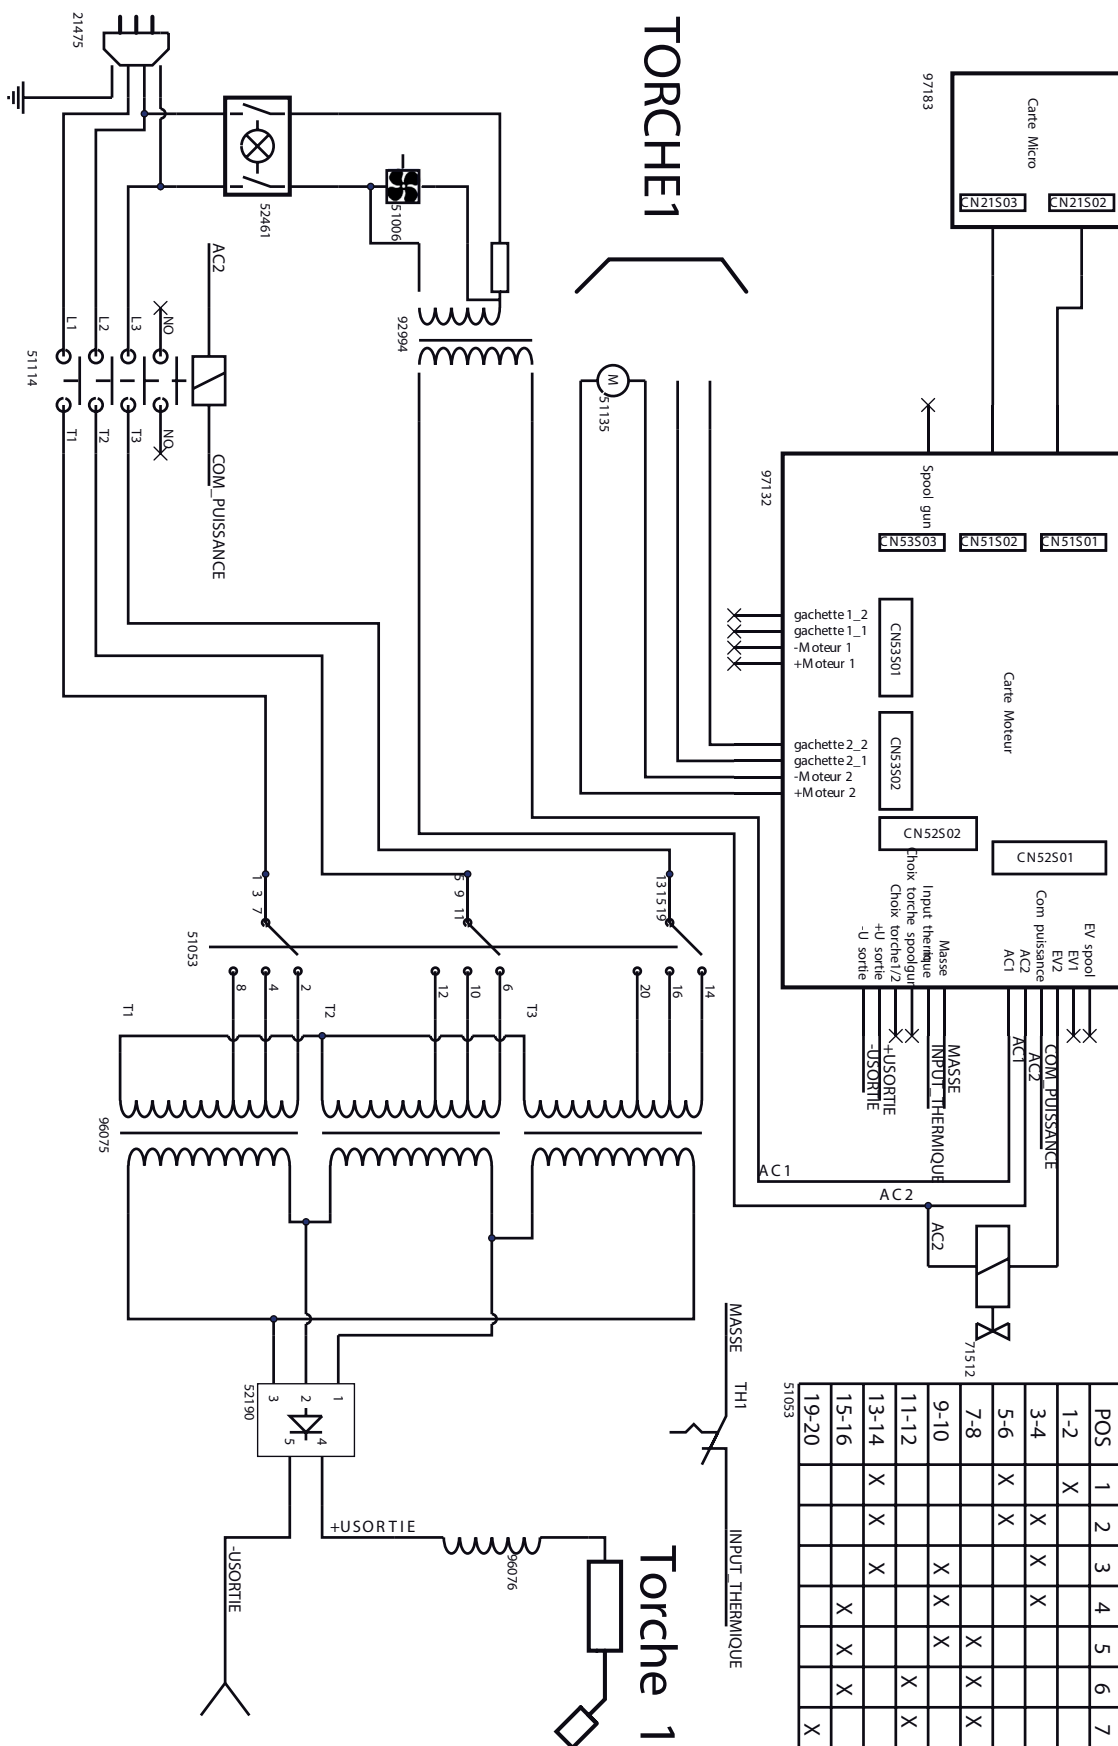 TORCHE1
97183
Carte Micro
CN21S03
CN21S02
21475
52461
51006
92994
AC2
COM_PUISSANCE
L1
L2
L3
NO
51114
T1
T2
T3
NO
M
51135
97132
Spool gun
CN53S03
CN51S02
CN51S01
gachette 1_2
gachette 1_1
-Moteur 1
+Moteur 1
CN53S01
Carte Moteur
gachette 2_2
gachette 2_1
-Moteur 2
+Moteur 2
CN53S02
CN52S02
CN52S01
-U sortie
+U sortie
Choix torche1/2
Choix torche spoolgun
Input thermique
Masse
AC1
AC2
Com puissance
EV2
EV1
EV spool
-USORTIE
+USORTIE
INPUT_THERMIQUE
MASSE
AC1
AC2
COM_PUISSANCE
AC1
AC2
AC2
71512
51053
1 3 7
5 9 11
13 15 19
8
4
2
12
10
6
20
16
14
T1
T2
T3
96075
52190
3
2
1
5
4
+USORTIE
-USORTIE
96076
MASSE
TH1
INPUT_THERMIQUE
Torche 1
51053
POS 1 2 3 4 5 6 7
1-2 X
3-4 X X X
5-6 X X
7-8 X X X
9-10 X X X
11-12 X X
13-14 X X X
15-16 X X X
19-20 X